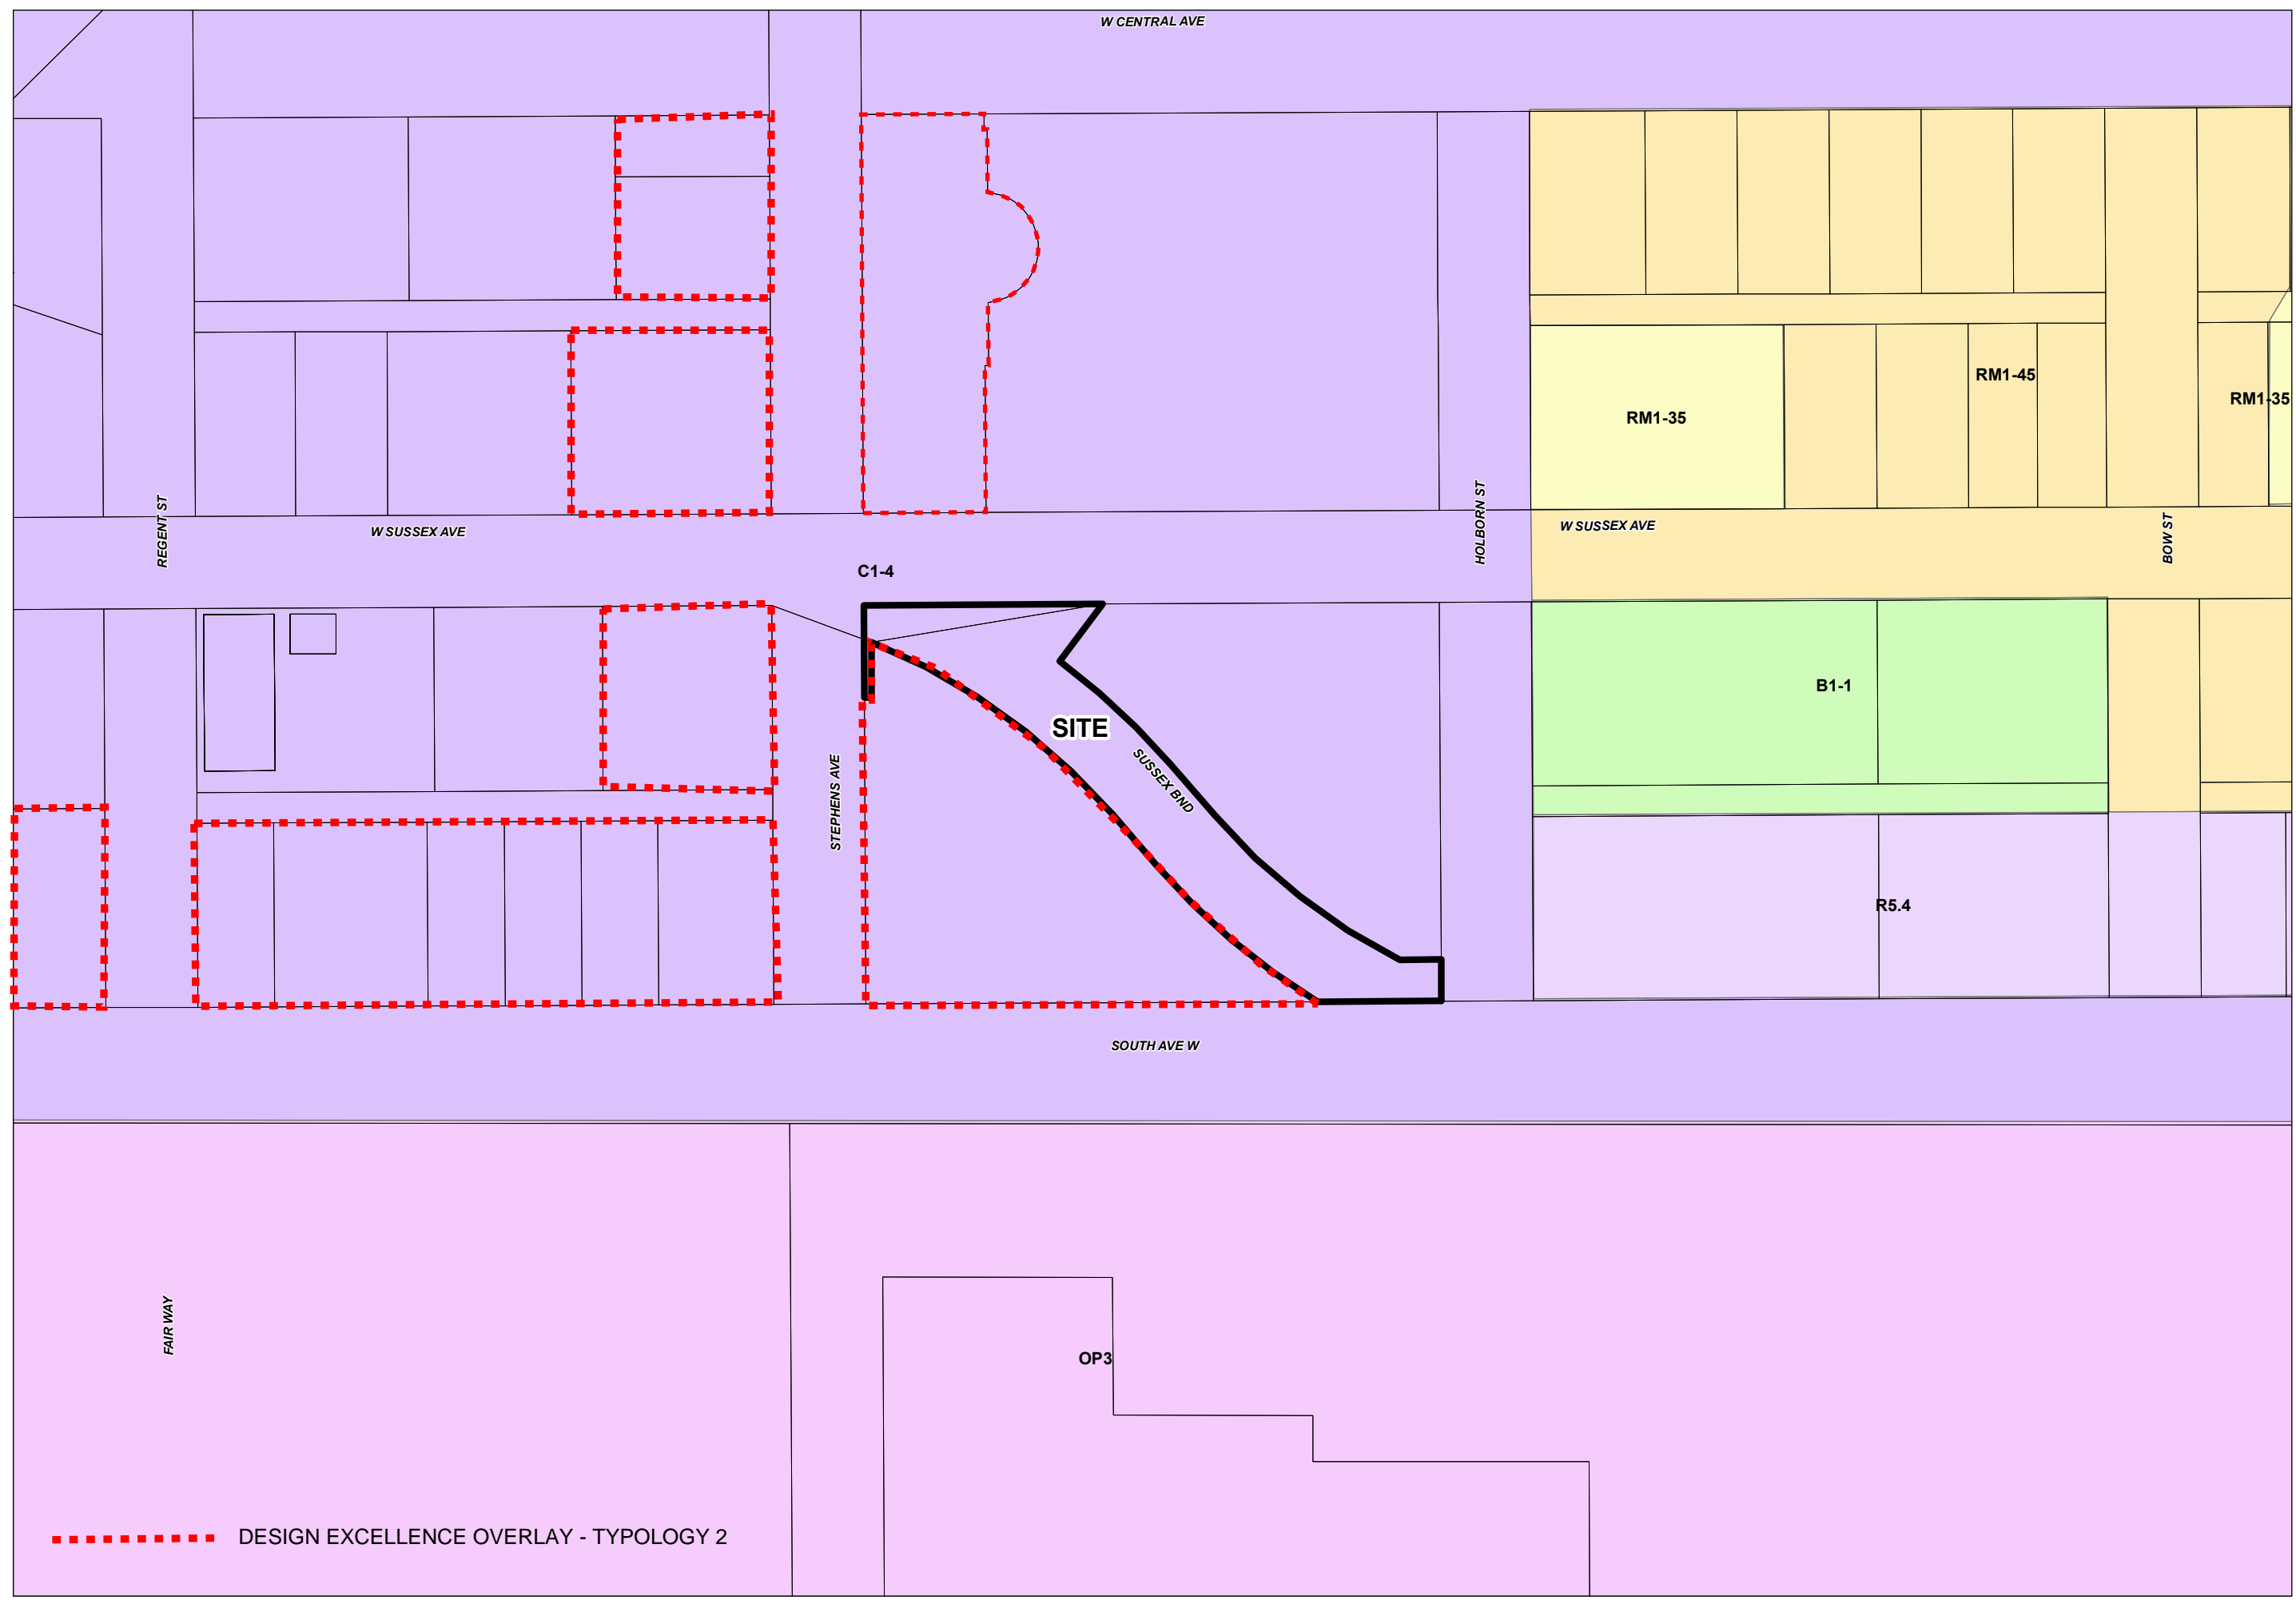 W CENTRAL AVE
RM1-45
RM1-35
RM1-35
REGENT ST
W SUSSEX AVE
HOLBORN ST
W SUSSEX AVE
BOW ST
C1-4
B1-1
SITE
SUSSEX BND
STEPHENS AVE
R5.4
SOUTH AVE W
FAIR WAY
OP3
DESIGN EXCELLENCE OVERLAY - TYPOLOGY 2